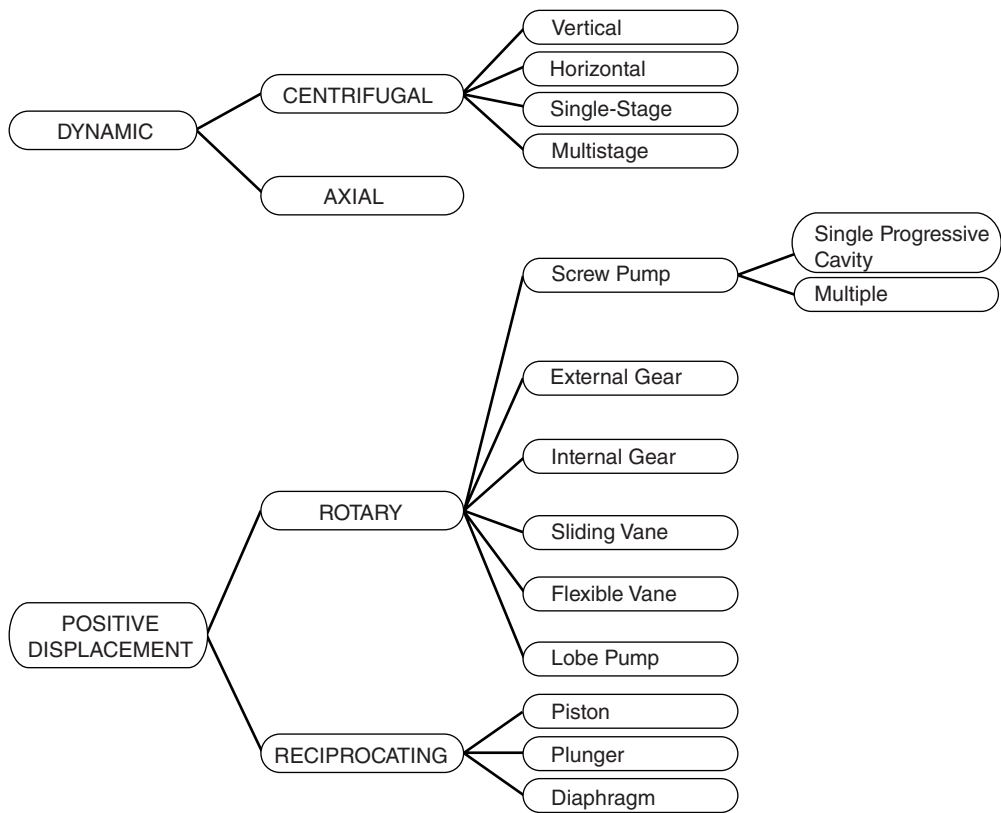 Vertical
Horizontal
Single-Stage
Multistage
CENTRIFUGAL
DYNAMIC
AXIAL
Single Progressive
Cavity
Multiple
Screw Pump
External Gear
Internal Gear
Sliding Vane
Flexible Vane
Lobe Pump
ROTARY
POSITIVE
DISPLACEMENT
RECIPROCATING
Piston
Plunger
Diaphragm